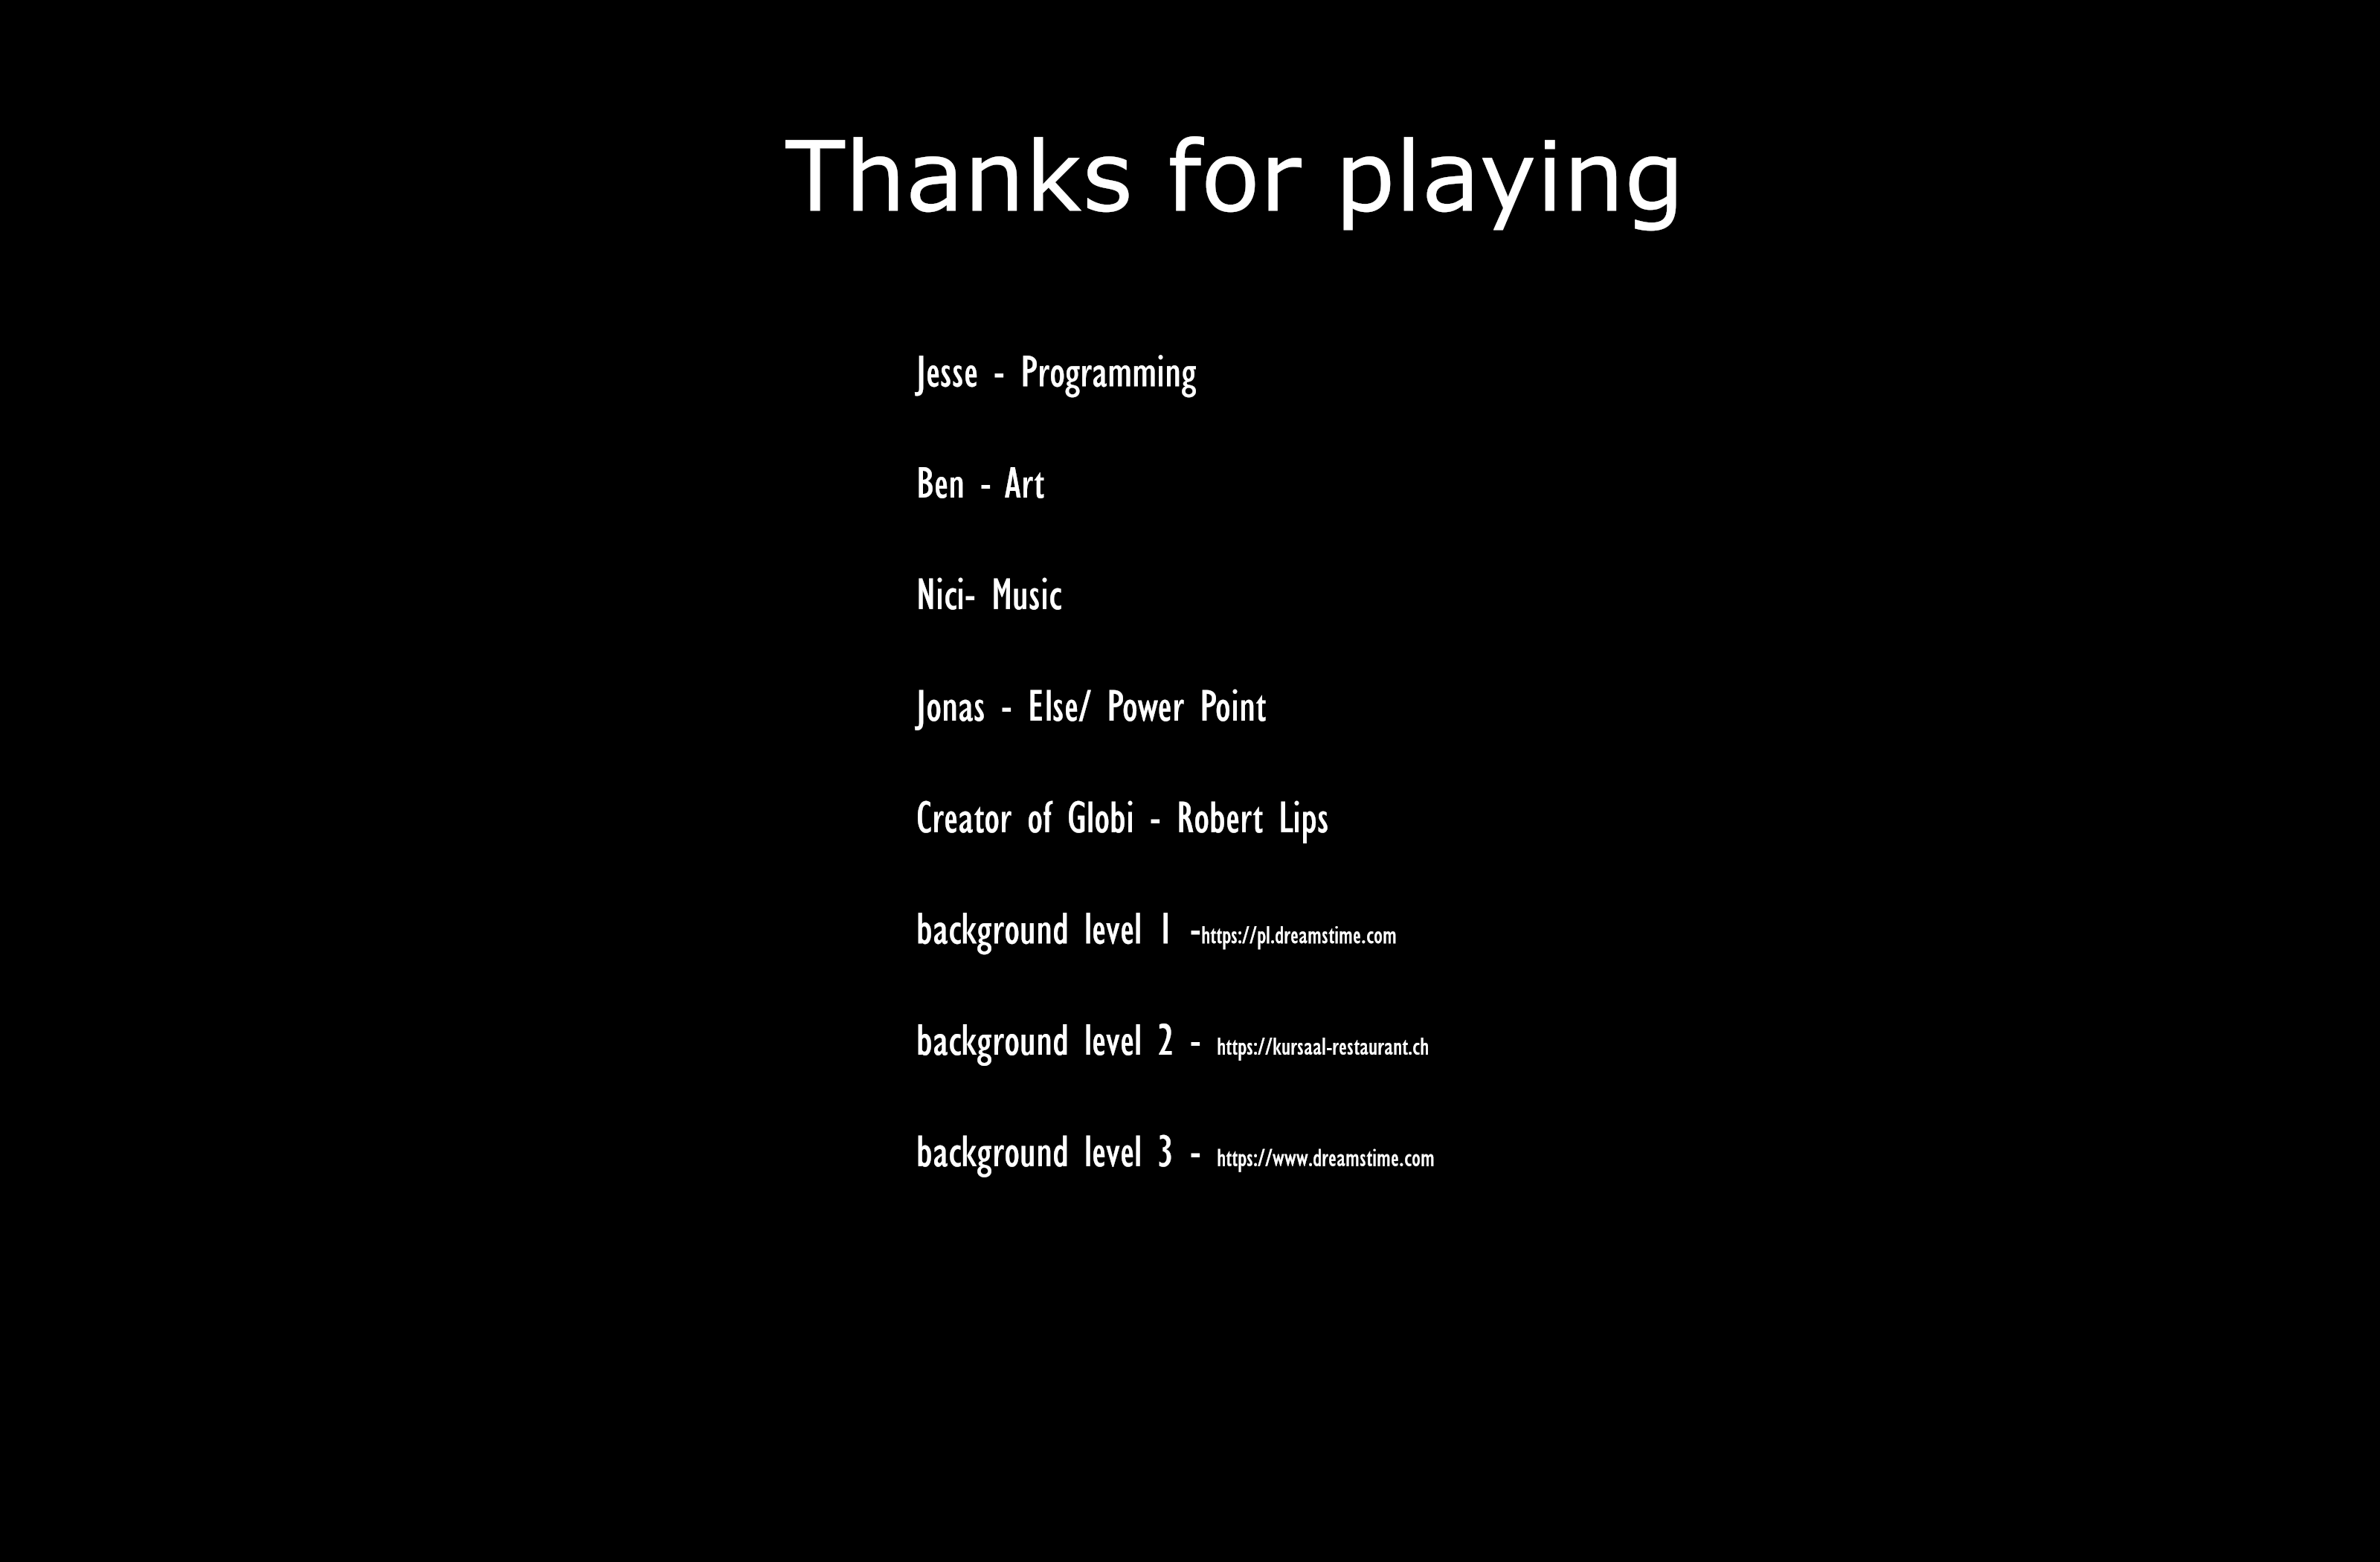 Thanks for playing
Jesse - Programming
Ben - Art
Nici- Music
Jonas - Else/ Power Point
Creator of Globi - Robert Lips
background level 1 -https://pl.dreamstime.com
background level 2 - https://kursaal-restaurant.ch
background level 3 - https://www.dreamstime.com